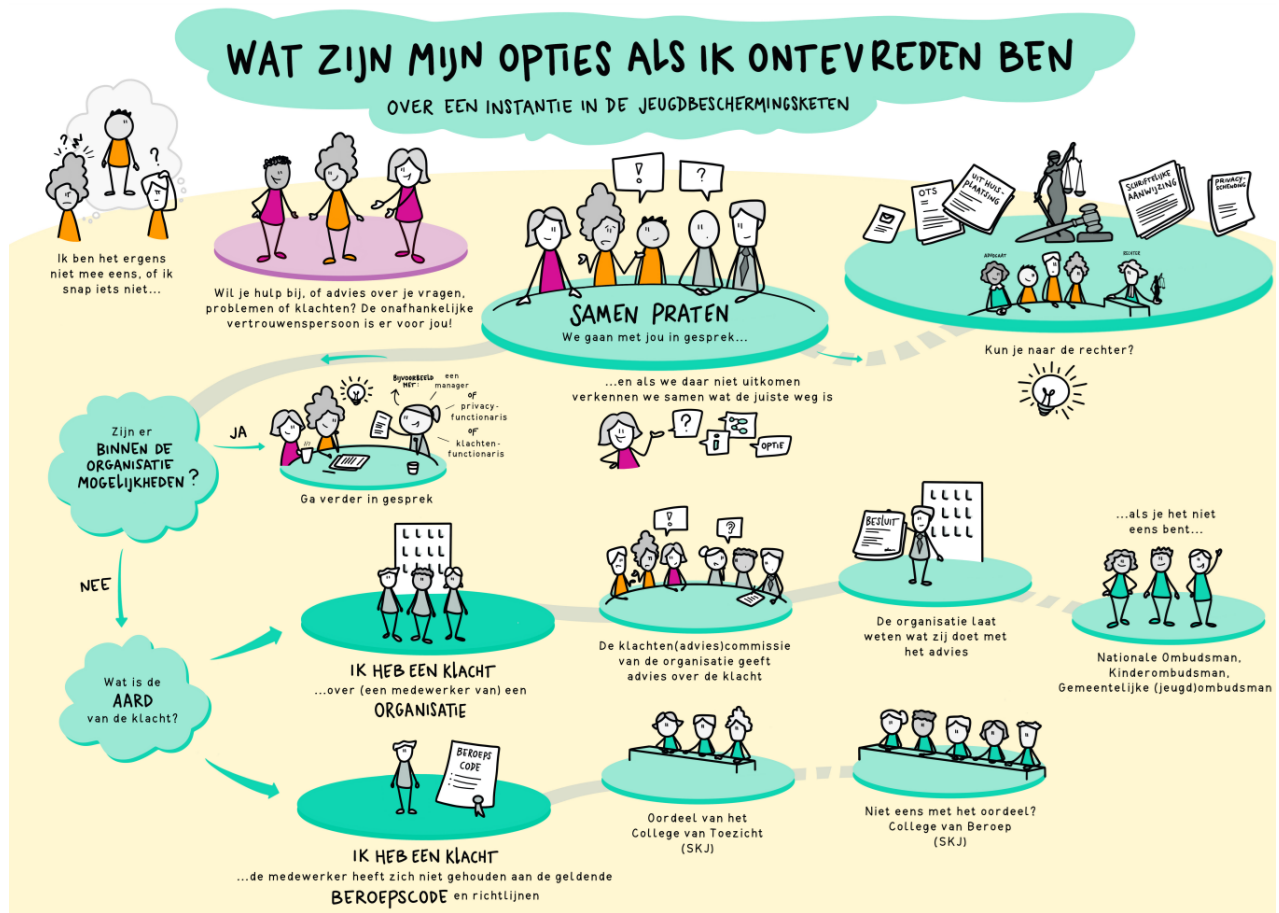 WAT ZIJN MIJN OPTIES ALS IK ONTEVREDEN BEN
OVER EEN INSTANTIE IN DE JEUGDBESCHERMINGSKETEN
?
?
Ik ben het ergens
niet mee eens, of ik
snap iets niet...
Wil je hulp bij, of advies over je vragen,
problemen of klachten? De onafhankelijke
vertrouwenspersoon is er voor jou!
!
?
SAMEN PRATEN
We gaan met jou in gesprek...
...en als we daar niet uitkomen
verkennen we samen wat de juiste weg is
?
i
OPTIE
OTS
UIT HUIS-
PLAATSING
SCHRIFTELIJKE
AANWIJZING
PRIVACY-
SCHENDING
ADVOCAAT
RECHTER
Kun je naar de rechter?
Zijn er
BINNEN DE
ORGANISATIE
MOGELIJKHEDEN?
JA
BIJVOORBEELD
MET:
een
manager
OF
privacy-
functionaris
OF
klachten-
functionaris
Ga verder in gesprek
NEE
Wat is de
AARD
van de klacht?
IK HEB EEN KLACHT
...over (een medewerker van) een
ORGANISATIE
!
?
De klachten(advies)commissie
van de organisatie geeft
advies over de klacht
BESLUIT
De organisatie laat
weten wat zij doet met
het advies
...als je het niet
eens bent...
Nationale Ombudsman,
Kinderombudsman,
Gemeentelijke (jeugd)ombudsman
BEROEPS
CODE
IK HEB EEN KLACHT
...de medewerker heeft zich niet gehouden aan de geldende
BEROEPSCODE en richtlijnen
Oordeel van het
College van Toezicht
(SKJ)
Niet eens met het oordeel?
College van Beroep
(SKJ)